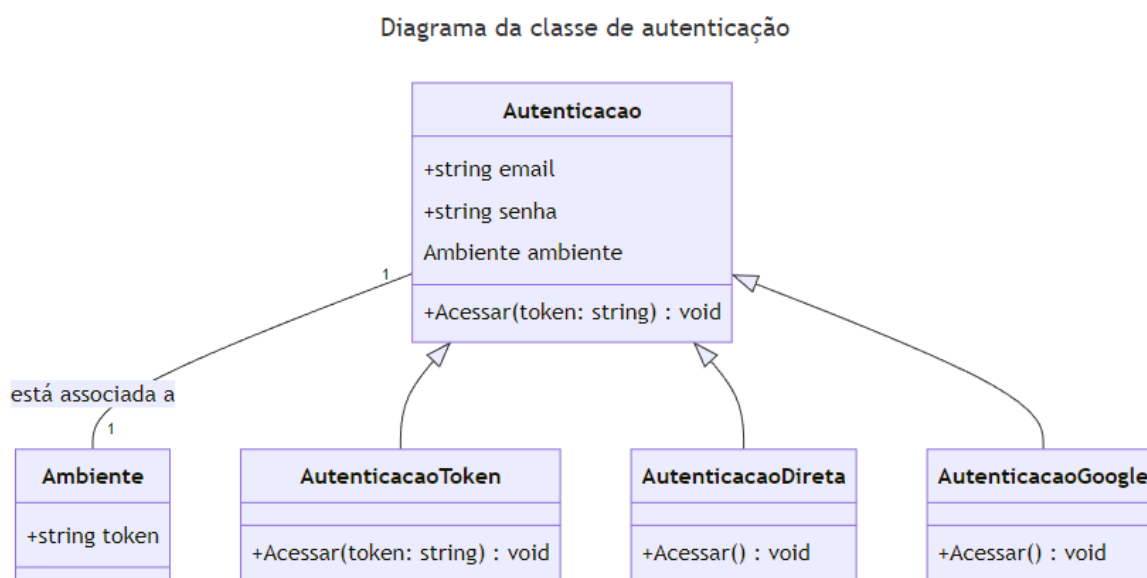 Diagrama da classe de autenticação
Autenticacao
+string email
+string senha
Ambiente ambiente
+Acessar(token: string) : void
1
está associada a
1
Ambiente
+string token
AutenticacaoToken
+Acessar(token: string) : void
AutenticacaoDireta
+Acessar() : void
AutenticacaoGoogle
+Acessar() : void